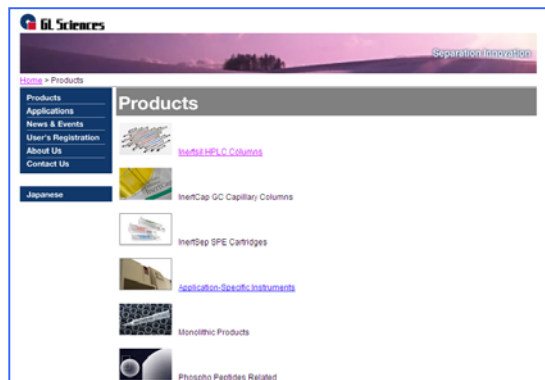 GL Sciences
Separation Innovation
Home > Products
Products
Applications
News & Events
User's Registration
About Us
Contact Us
Japanese
Products
Inertsil HPLC Columns
InertCap GC Capillary Columns
InertSep SPE Cartridges
Application-Specific Instruments
Monolithic Products
Phospho Peptides Related